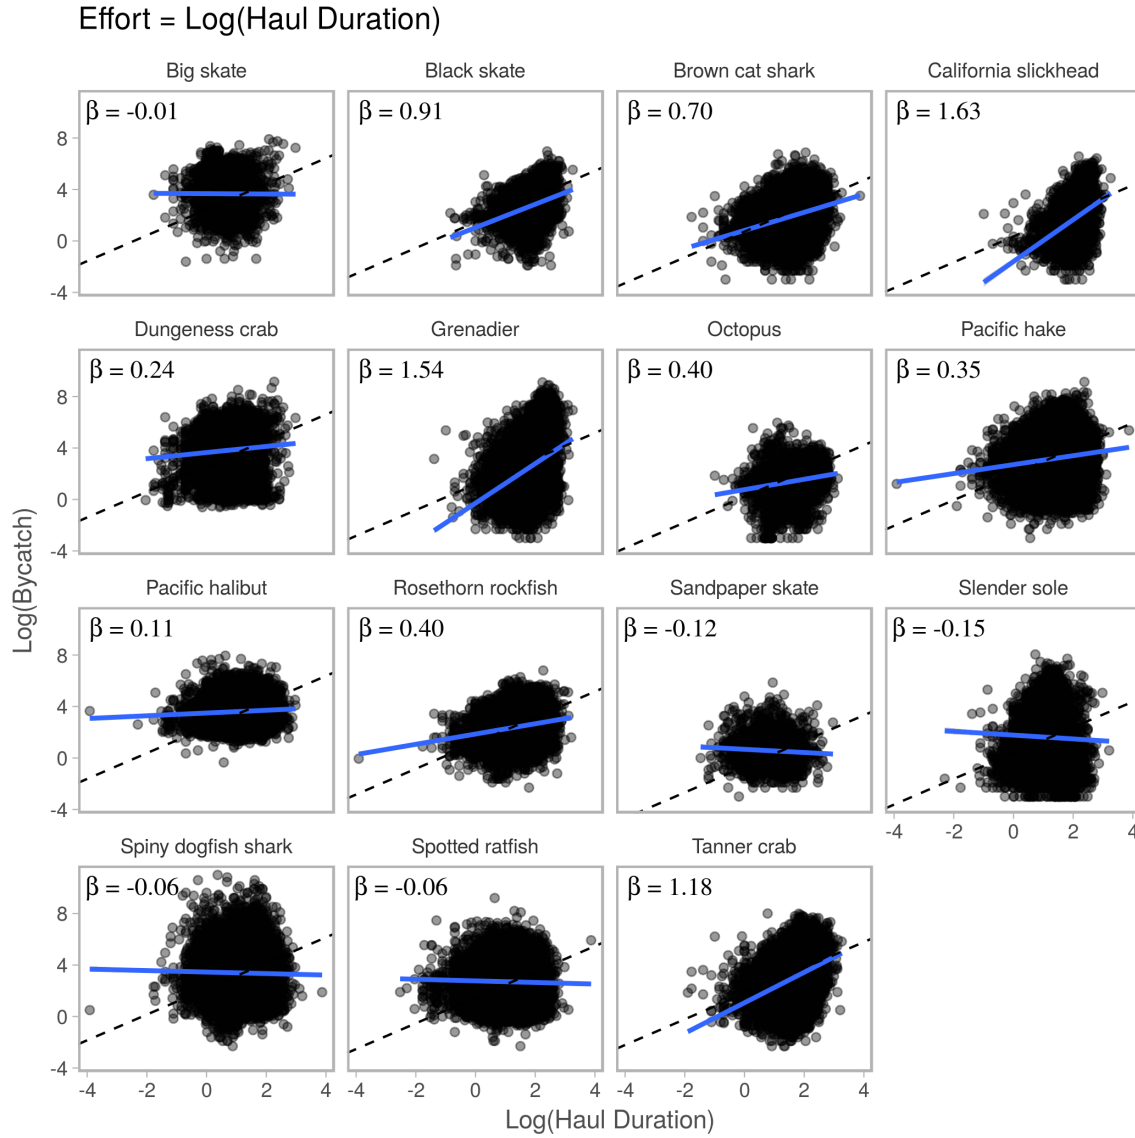 Effort = Log(Haul Duration)
Big skate
Black skate
Brown cat shark
California slickhead
β = -0.01
β = 0.91
β = 0.70
β = 1.63
8
4
0
-4
Dungeness crab
Grenadier
Octopus
Pacific hake
β = 0.24
β = 1.54
β = 0.40
β = 0.35
8
4
0
-4
Log(Bycatch)
Pacific halibut
Rosethorn rockfish
Sandpaper skate
Slender sole
β = 0.11
β = 0.40
β = -0.12
β = -0.15
8
4
0
-4
-4 -2 0 2 4
Spiny dogfish shark
Spotted ratfish
Tanner crab
β = -0.06
β = -0.06
β = 1.18
8
4
0
-4
-4 -2 0 2 4
-4 -2 0 2 4
-4 -2 0 2 4
Log(Haul Duration)